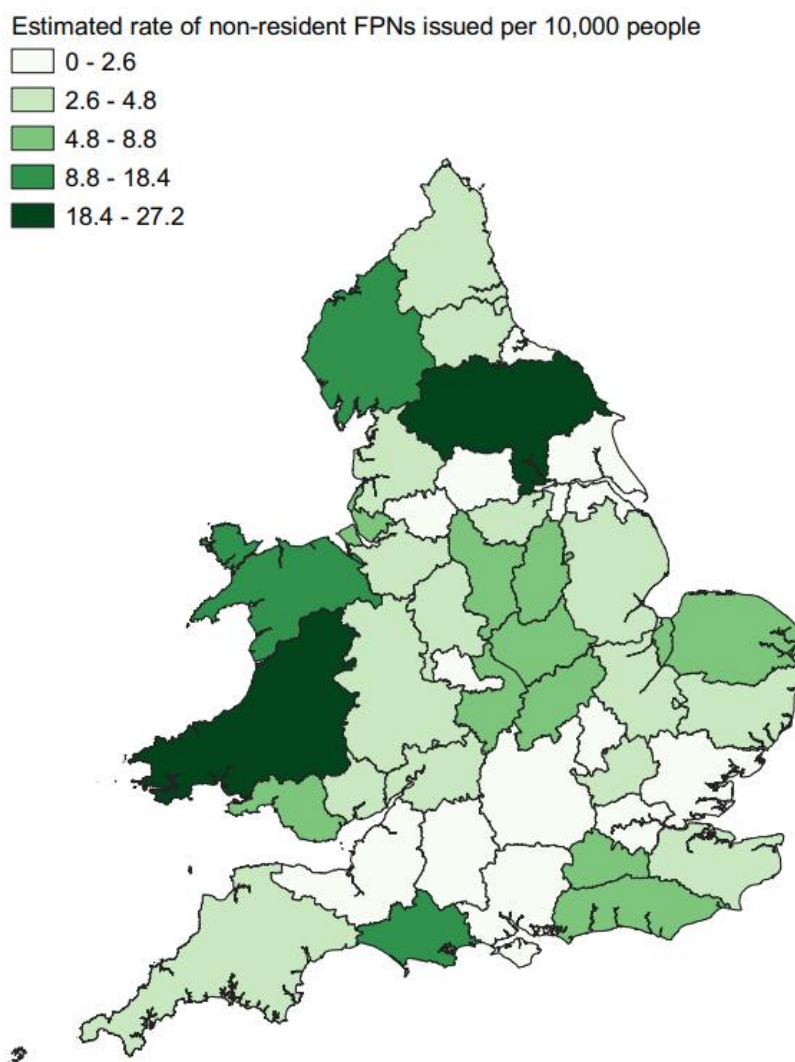 Estimated rate of non-resident FPNs issued per 10,000 people
0 - 2.6
2.6 - 4.8
4.8 - 8.8
8.8 - 18.4
18.4 - 27.2